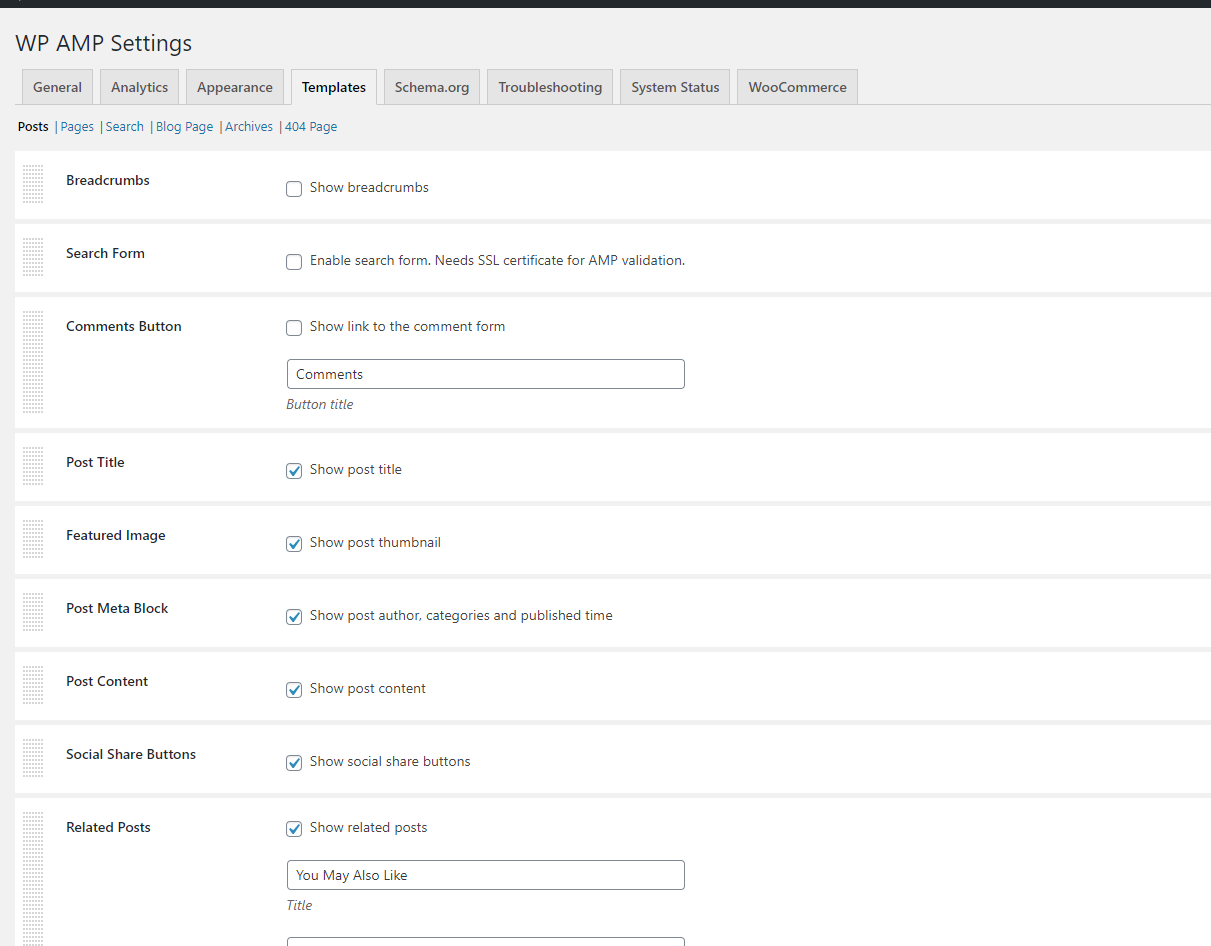 WP AMP Settings
General Analytics Appearance Templates Schema.org Troubleshooting System Status WooCommerce
Posts | Pages | Search | Blog Page | Archives | 404 Page
Breadcrumbs Show breadcrumbs
Search Form Enable search form. Needs SSL certificate for AMP validation.
Comments Button Show link to the comment form
Comments
Button title
Post Title Show post title
Featured Image Show post thumbnail
Post Meta Block Show post author, categories and published time
Post Content Show post content
Social Share Buttons Show social share buttons
Related Posts Show related posts
You May Also Like
Title